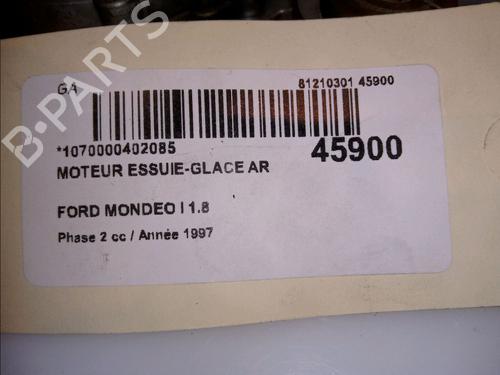 GA
81210301 45900
*1070000402085
45900
MOTEUR ESSUIE-GLACE AR
FORD MONDEO I 1.8
Phase 2 cc / Année 1997
B-PARTS